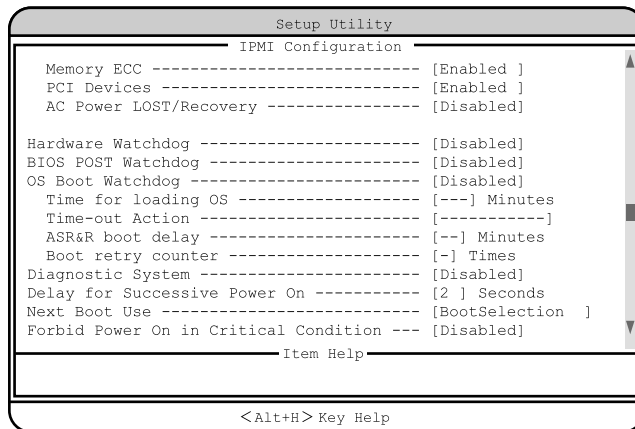 Setup Utility
IPMI Configuration
Memory ECC ---------------------------- [Enabled ]
PCI Devices --------------------------- [Enabled ]
AC Power LOST/Recovery ---------------- [Disabled]
Hardware Watchdog ----------------------- [Disabled]
BIOS POST Watchdog ---------------------- [Disabled]
OS Boot Watchdog ------------------------ [Disabled]
Time for loading OS ------------------- [---] Minutes
Time-out Action ----------------------- [-----------]
ASR&R boot delay ---------------------- [--] Minutes
Boot retry counter -------------------- [-] Times
Diagnostic System ----------------------- [Disabled]
Delay for Successive Power On ----------- [2 ] Seconds
Next Boot Use --------------------------- [BootSelection  ]
Forbid Power On in Critical Condition --- [Disabled]
Item Help
<Alt+H> Key Help